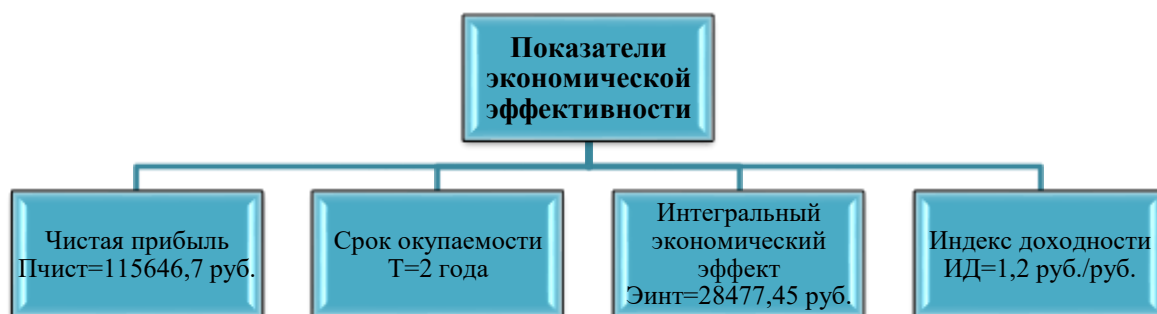 Показатели
экономической
эффективности
Чистая прибыль
Пчист=115646,7 руб.
Срок окупаемости
Т=2 года
Интегральный
экономический
эффект
Эинт=28477,45 руб.
Индекс доходности
ИД=1,2 руб./руб.